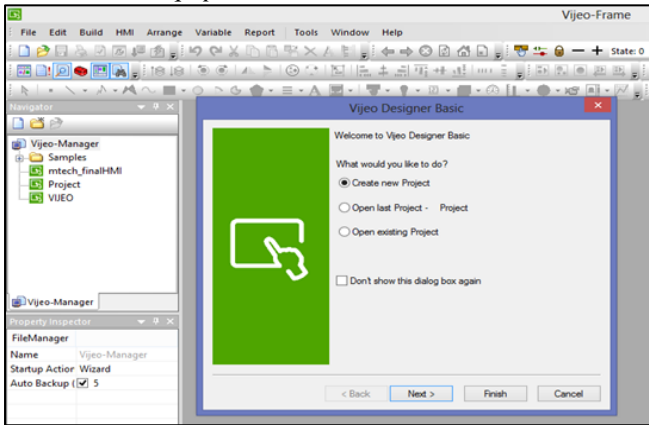 Vijeo-Frame
File Edit Build HMI Arrange Variable Report Tools Window Help
State: 0
Navigator
Vijeo-Manager
Samples
mtech_finalHMI
Project
VIJEO
Vijeo-Manager
Property Inspector
FileManager
Name Vijeo-Manager
Startup Action Wizard
Auto Backup ( 5
Vijeo Designer Basic
Welcome to Vijeo Designer Basic
What would you like to do?
Create new Project
Open last Project - Project
Open existing Project
Don't show this dialog box again
< Back Next > Finish Cancel